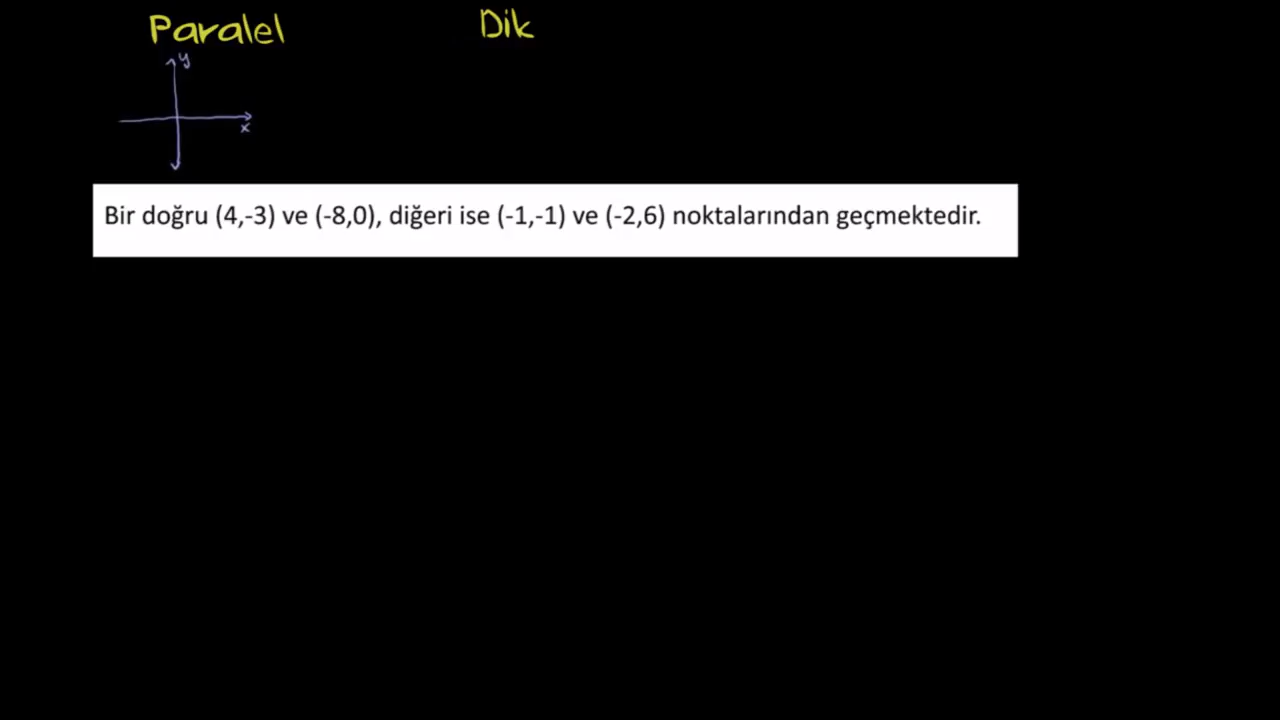 Paralel Dik
y
x
Bir doğru (4,-3) ve (-8,0), diğeri ise (-1,-1) ve (-2,6) noktalarından geçmektedir.